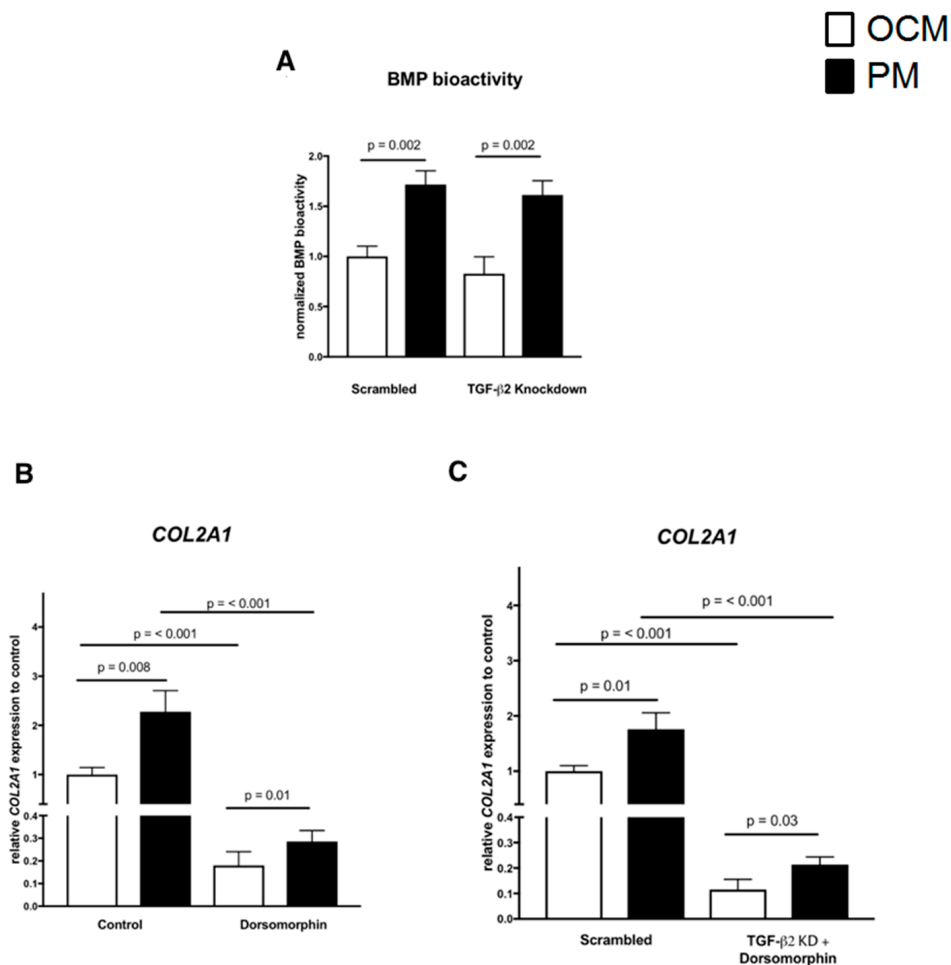 OCM
PM
A
BMP bioactivity
p = 0.002
p = 0.002
normalized BMP bioactivity
2.0
1.5
1.0
0.5
0.0
Scrambled
TGF-β2 Knockdown
B
COL2A1
p = < 0.001
p = < 0.001
p = 0.008
p = 0.01
relative COL2A1 expression to control
4
3
2
1
0.4
0.3
0.2
0.1
0.0
Control
Dorsomorphin
C
COL2A1
p = < 0.001
p = < 0.001
p = 0.01
p = 0.03
relative COL2A1 expression to control
4
3
2
1
0.4
0.3
0.2
0.1
0.0
Scrambled
TGF-β2 KD +
Dorsomorphin